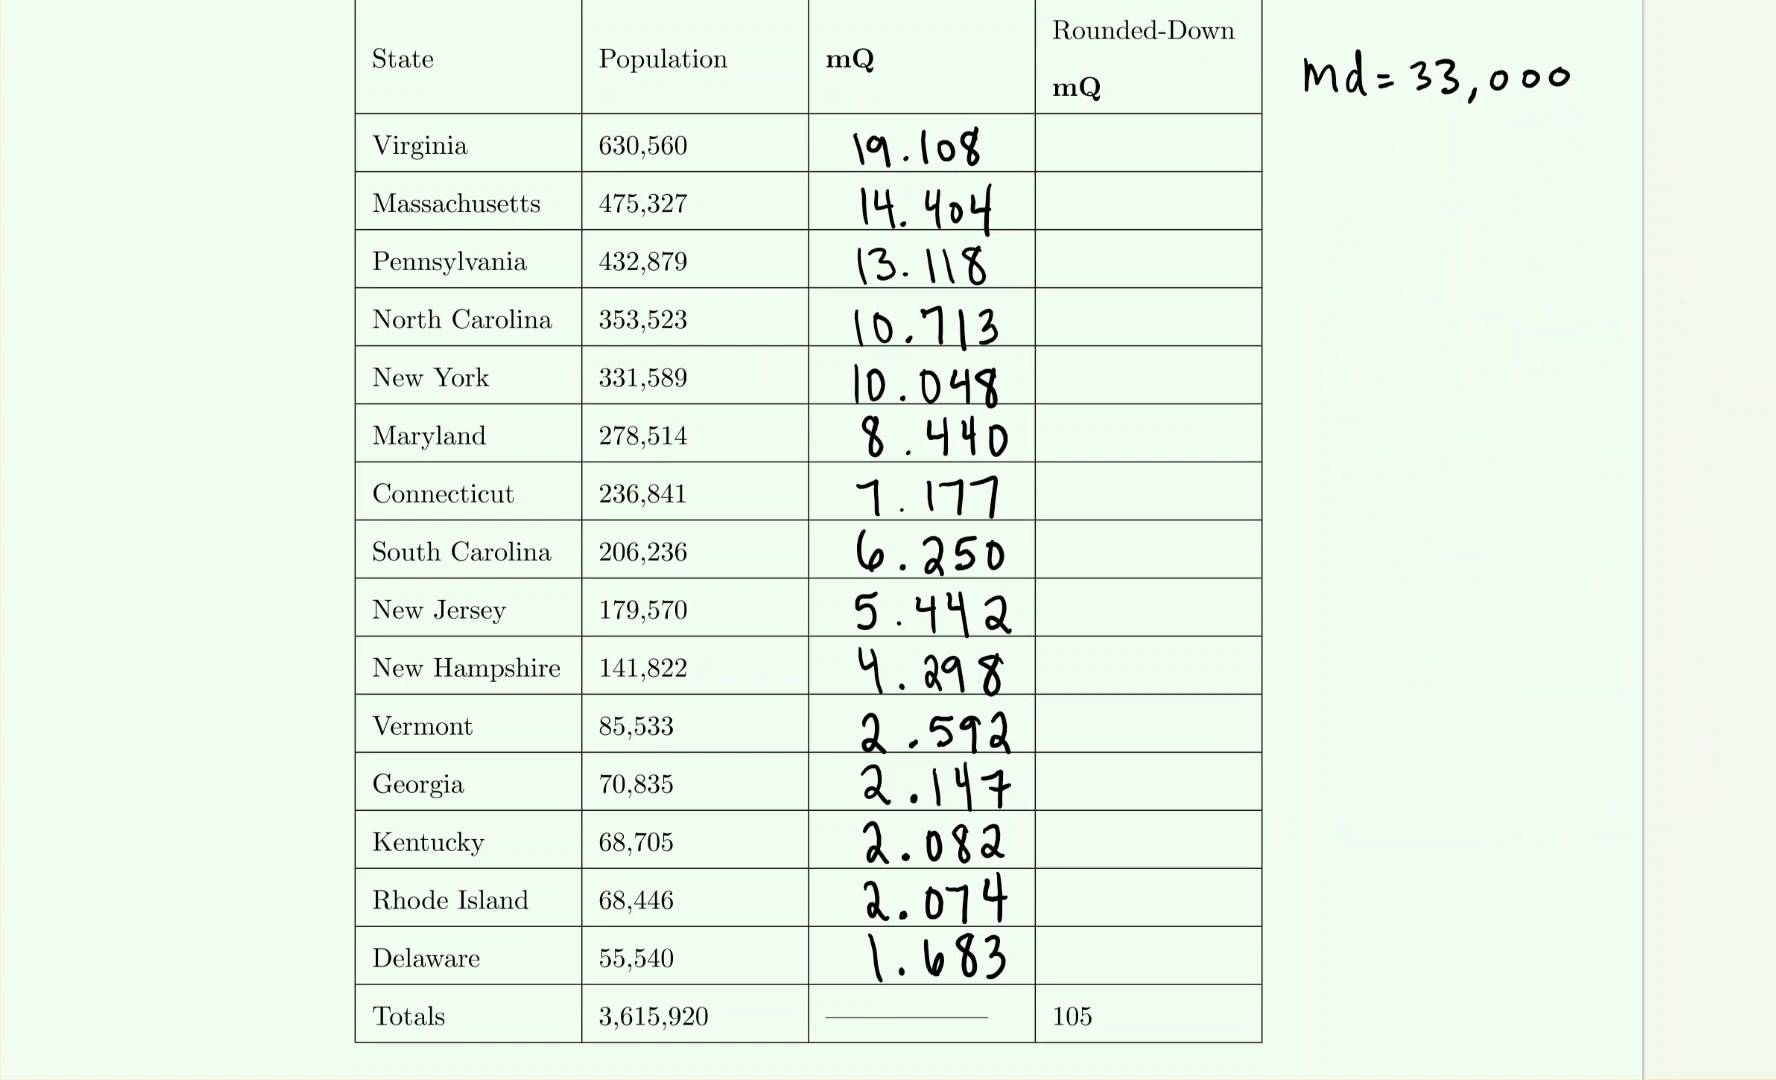 State Population mQ Rounded-Down mQ
md = 33,000
Virginia 630,560 19.108
Massachusetts 475,327 14.404
Pennsylvania 432,879 13.118
North Carolina 353,523 10.713
New York 331,589 10.048
Maryland 278,514 8.440
Connecticut 236,841 7.177
South Carolina 206,236 6.250
New Jersey 179,570 5.442
New Hampshire 141,822 4.298
Vermont 85,533 2.592
Georgia 70,835 2.147
Kentucky 68,705 2.082
Rhode Island 68,446 2.074
Delaware 55,540 1.683
Totals 3,615,920 105